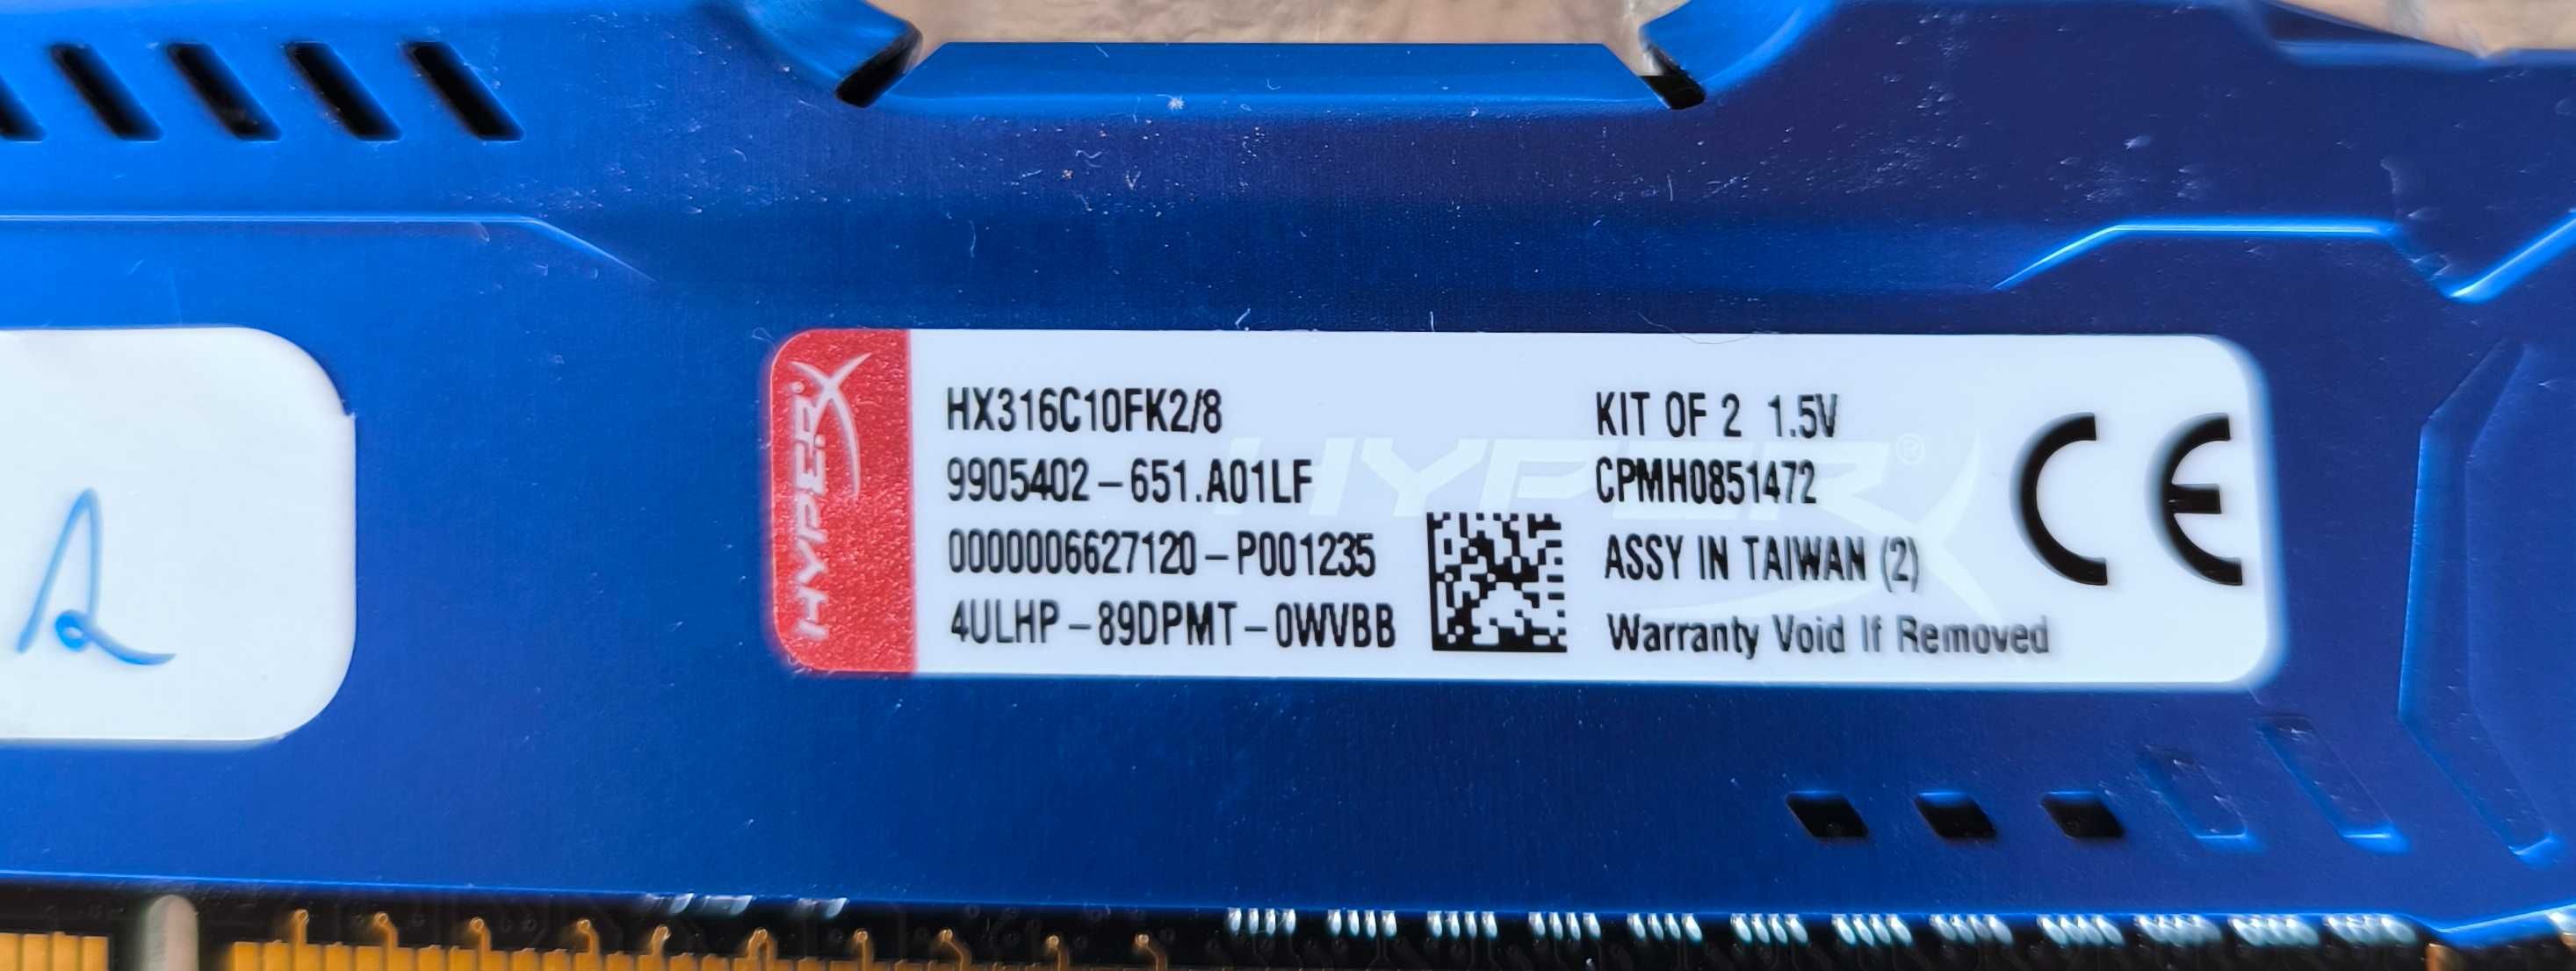 HYPERX®
HX316C10FK2/8
9905402-651.A01LF
0000006627120-P001235
4ULHP-89DPMT-0WVBB
KIT OF 2 1.5V
CPMH0851472
ASSY IN TAIWAN (2)
Warranty Void If Removed
CE
HYPERX®